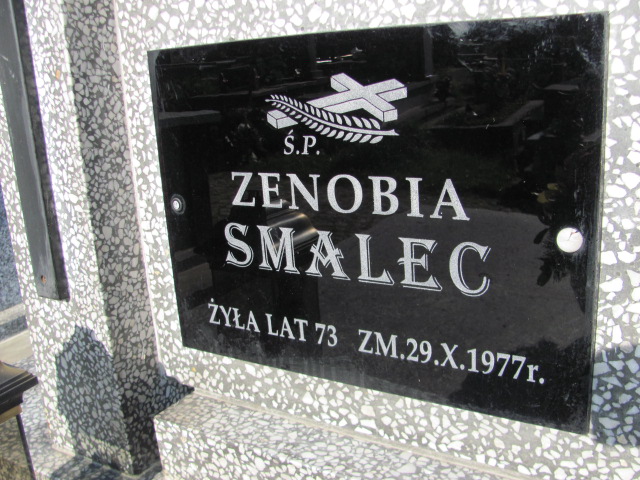 Ś.P.
ZENOBIA
SMALEC
ŻYŁA LAT 73 ZM.29.X.1977r.